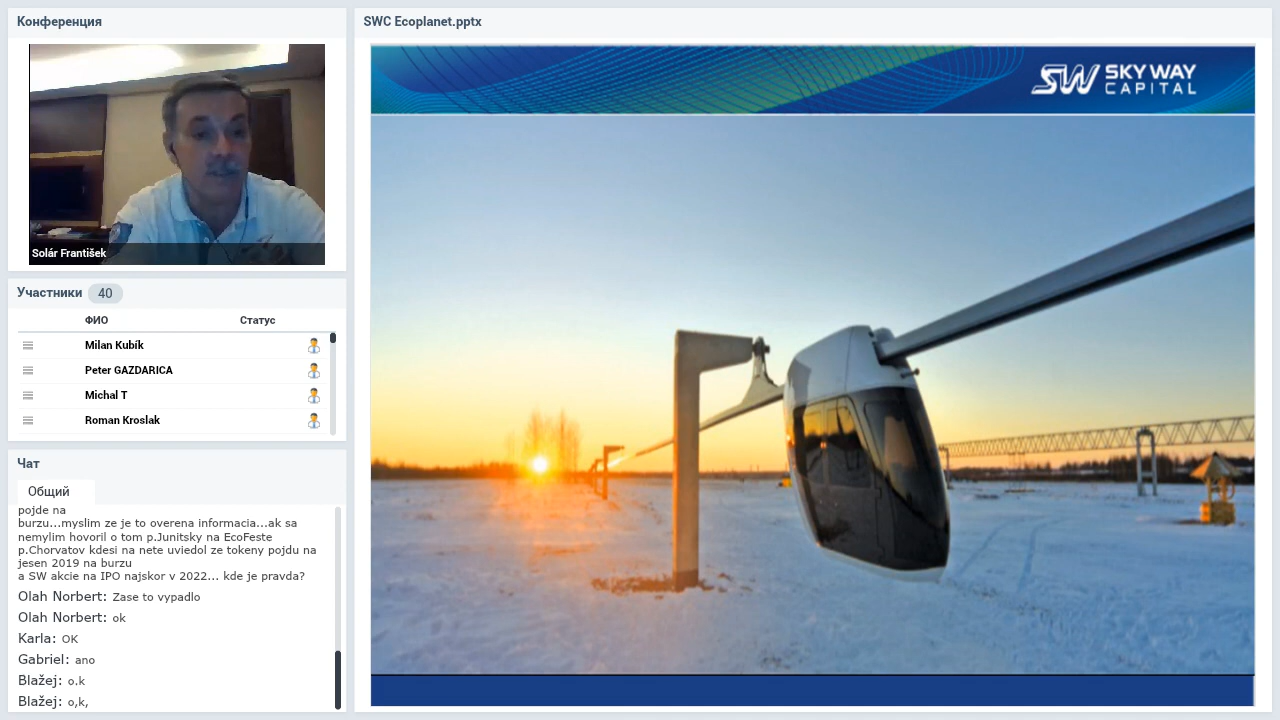 Конференция
Solár František
Участники 40
ФИО Статус
Milan Kubík
Peter GAZDARICA
Michal T
Roman Kroslak
Чат
Общий
pojde na
burzu...myslim ze je to overena informacia...ak sa
nemylim hovoril o tom p.Junitsky na EcoFeste
p.Chorvatov kdesi na nete uviedol ze tokeny pojdu na
jesen 2019 na burzu
a SW akcie na IPO najskor v 2022... kde je pravda?
Olah Norbert: Zase to vypadlo
Olah Norbert: ok
Karla: OK
Gabriel: ano
Blažej: o.k
Blažej: o,k,
SWC Ecoplanet.pptx
SW SKY WAY
CAPITAL